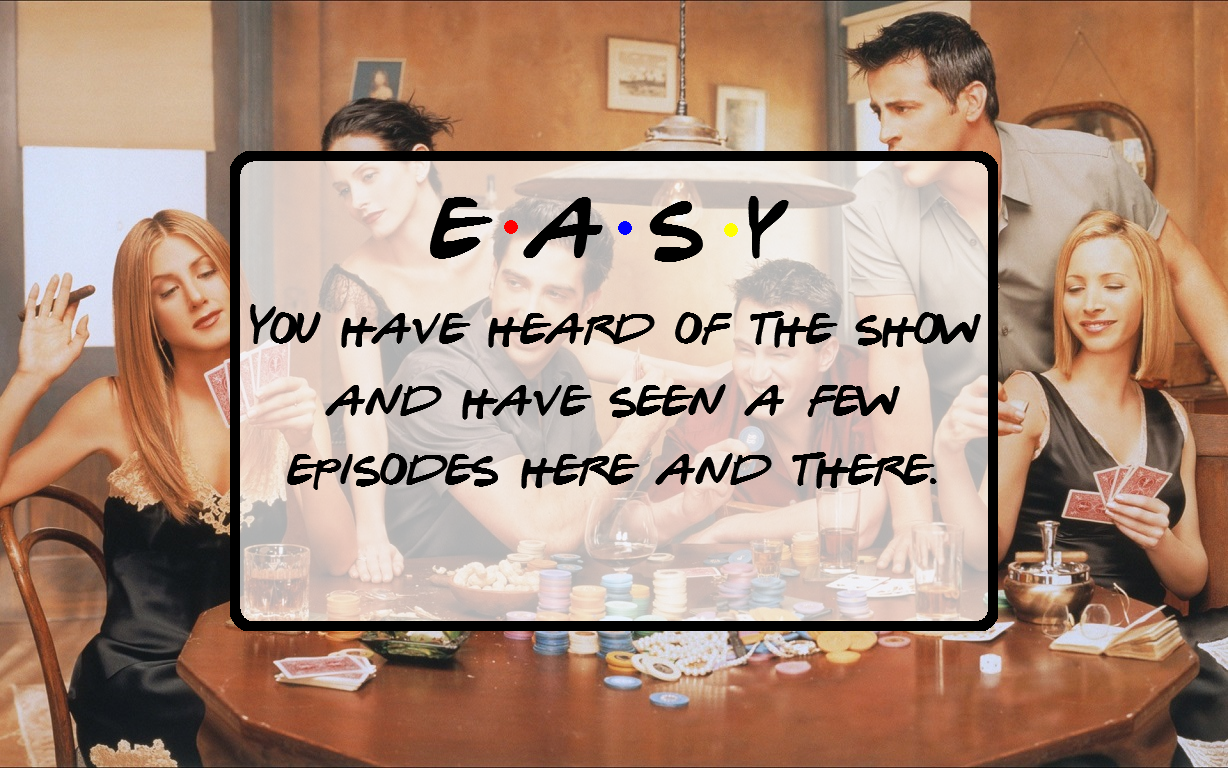 E•A•S•Y
YOU HAVE HEARD OF THE SHOW
AND HAVE SEEN A FEW
EPISODES HERE AND THERE.